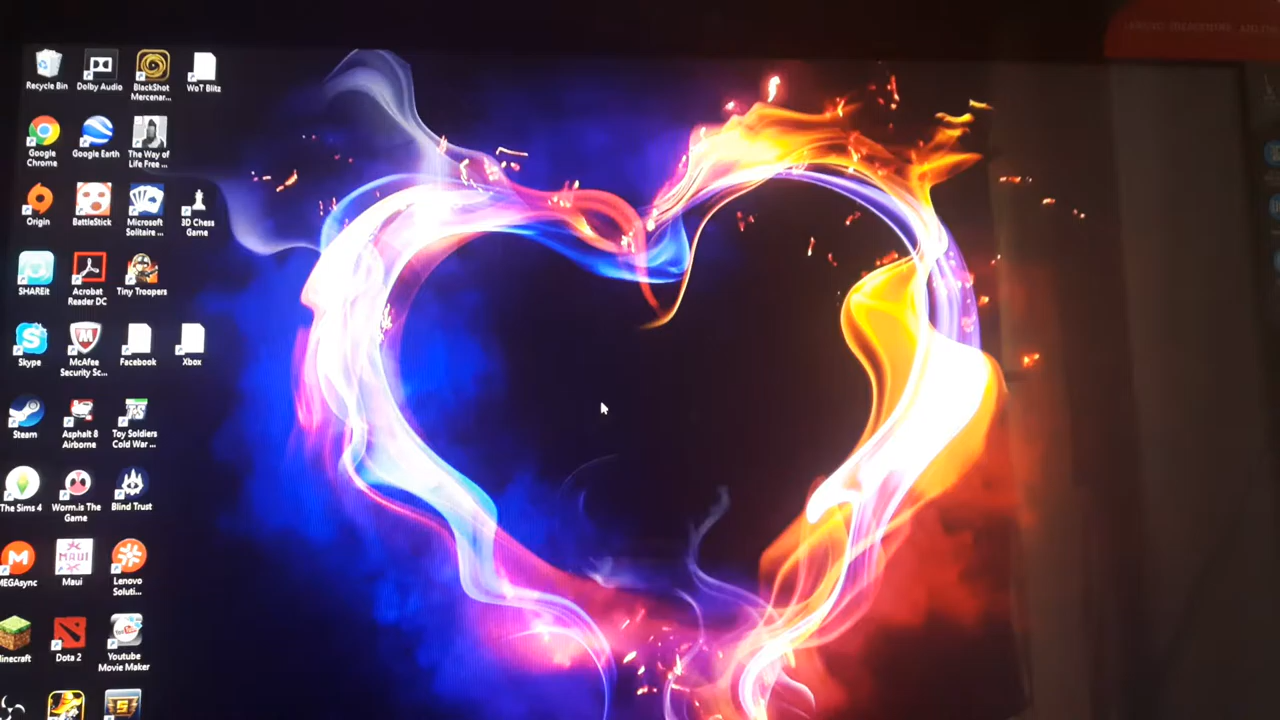 Recycle Bin
Dolby Audio
BlackShot
Mercenar...
WoT Blitz
Google
Chrome
Google Earth
The Way of
Life Free ...
Origin
BattleStick
Microsoft
Solitaire ...
3D Chess
Game
SHAREit
Acrobat
Reader DC
Tiny Troopers
Skype
McAfee
Security Sc...
Facebook
Xbox
Steam
Asphalt 8
Airborne
Toy Soldiers
Cold War ...
The Sims 4
Worm.is The
Game
Blind Trust
MEGAsync
MAUI
Maui
Lenovo
Soluti...
inecraft
Dota 2
Youtube
Movie Maker